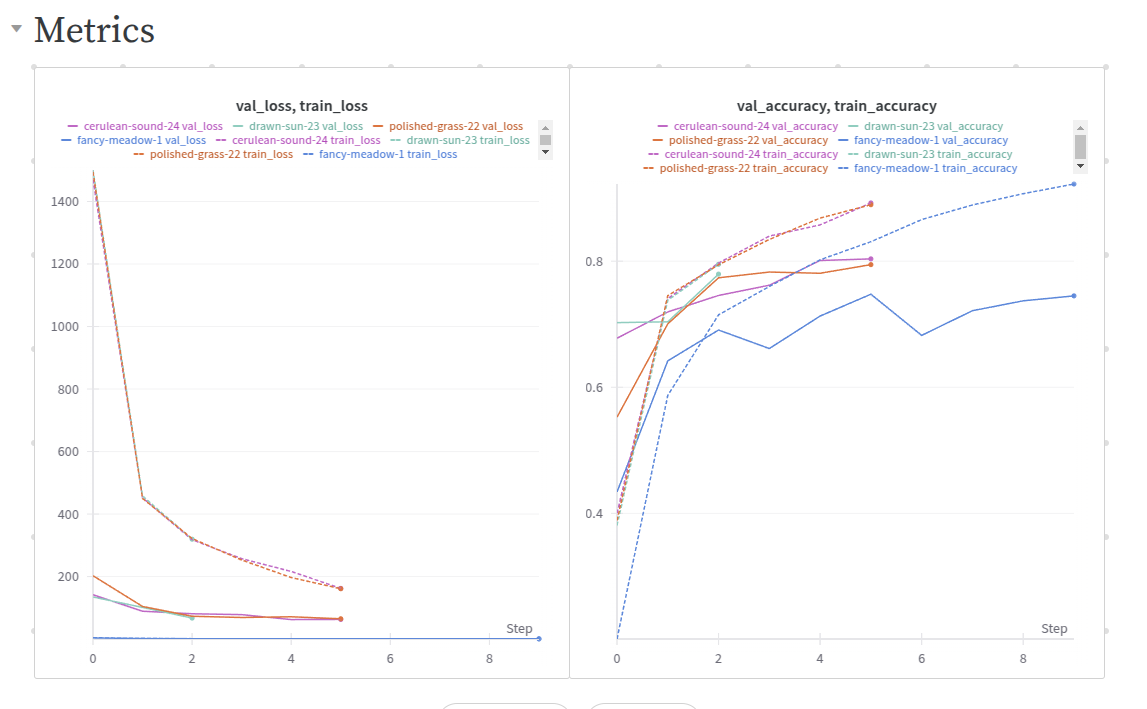 Metrics
val_loss, train_loss
cerulean-sound-24 val_loss drawn-sun-23 val_loss polished-grass-22 val_loss
fancy-meadow-1 val_loss cerulean-sound-24 train_loss drawn-sun-23 train_loss
polished-grass-22 train_loss fancy-meadow-1 train_loss
1400
1200
1000
800
600
400
200
Step
0 2 4 6 8
val_accuracy, train_accuracy
cerulean-sound-24 val_accuracy drawn-sun-23 val_accuracy
polished-grass-22 val_accuracy fancy-meadow-1 val_accuracy
cerulean-sound-24 train_accuracy drawn-sun-23 train_accuracy
polished-grass-22 train_accuracy fancy-meadow-1 train_accuracy
0.8
0.6
0.4
Step
0 2 4 6 8